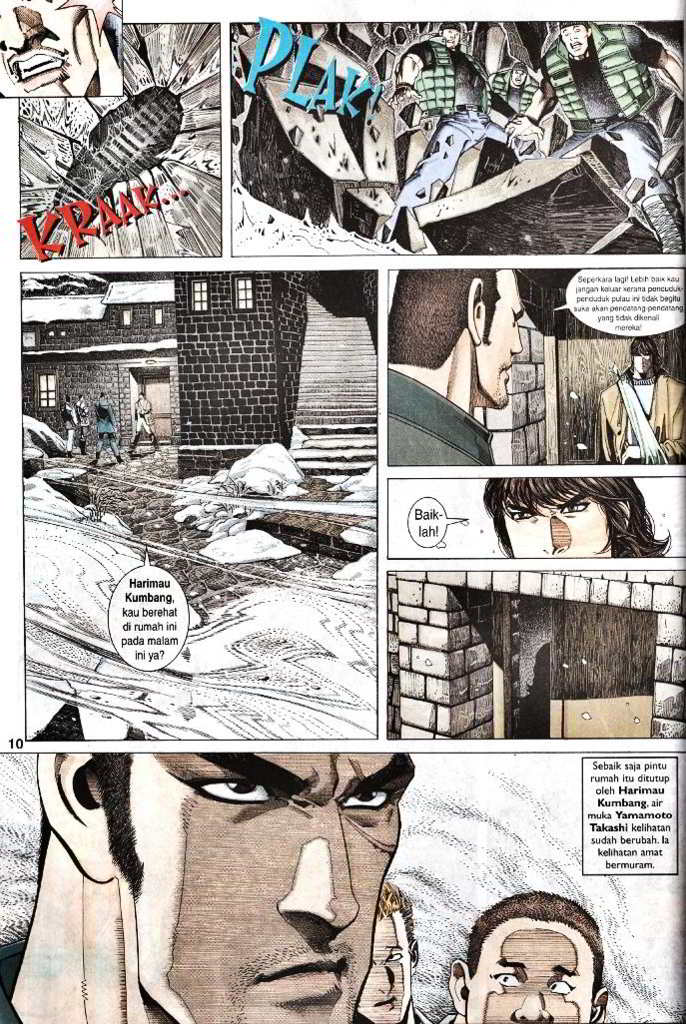 PLAK!
KRAAK...
Seperkara lagi! Lebih baik kau
jangan keluar kerana penduduk-
penduduk pulau ini tidak begitu
suka akan pendatang-pendatang
yang tidak dikenali
mereka!
Baik-
lah!
Harimau
Kumbang,
kau berehat
di rumah ini
pada malam
ini ya?
10
Sebaik saja pintu
rumah itu ditutup
oleh Harimau
Kumbang, air
muka Yamamoto
Takashi kelihatan
sudah berubah. Ia
kelihatan amat
bermuram.